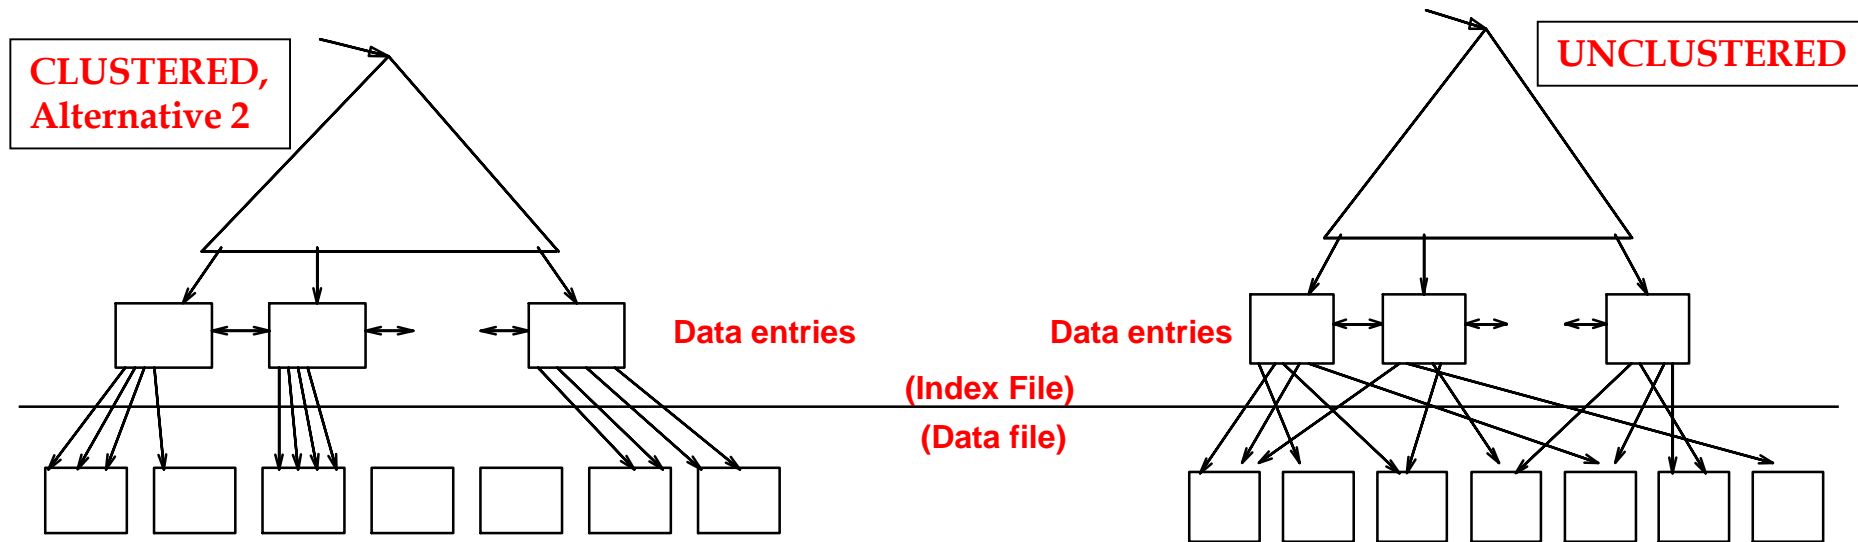 CLUSTERED,
Alternative 2
UNCLUSTERED
Data entries
Data entries
(Index File)
(Data file)